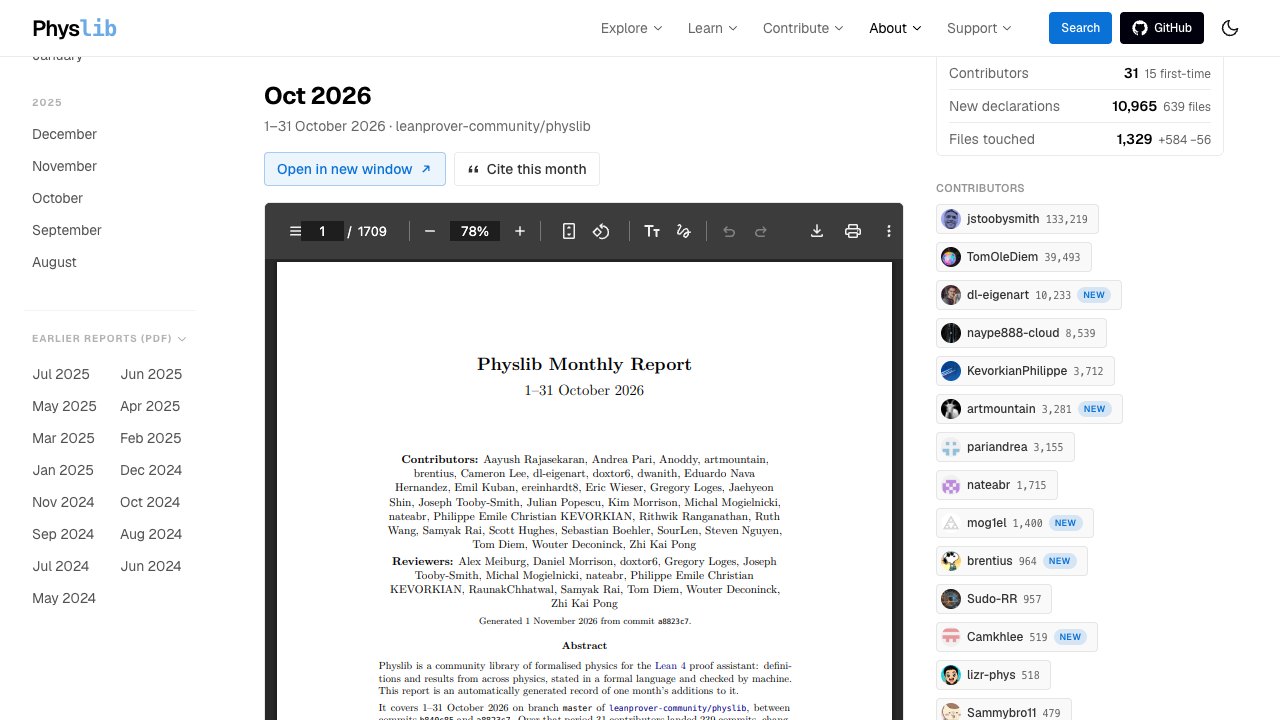 Physlib
Explore
Learn
Contribute
About
Support
Search
GitHub
January
2025
December
November
October
September
August
EARLIER REPORTS (PDF)
Jul 2025 Jun 2025
May 2025 Apr 2025
Mar 2025 Feb 2025
Jan 2025 Dec 2024
Nov 2024 Oct 2024
Sep 2024 Aug 2024
Jul 2024 Jun 2024
May 2024
Oct 2026
1–31 October 2026 · leanprover-community/physlib
Open in new window ↗
Cite this month
1 / 1709
78%
Physlib Monthly Report
1–31 October 2026
Contributors: Aayush Rajasekaran, Andrea Pari, Anoddy, artmountain,
brentius, Cameron Lee, dl-eigenart, doxtor6, dwanith, Eduardo Nava
Hernandez, Emil Kuban, ereinhardt8, Eric Wieser, Gregory Loges, Jaehyeon
Shin, Joseph Tooby-Smith, Julian Popescu, Kim Morrison, Michal Mogielnicki,
nateabr, Philippe Emile Christian KEVORKIAN, Rithwik Ranganathan, Ruth
Wang, Samyak Rai, Scott Hughes, Sebastian Boehler, SourLen, Steven Nguyen,
Tom Diem, Wouter Deconinck, Zhi Kai Pong
Reviewers: Alex Meiburg, Daniel Morrison, doxtor6, Gregory Loges, Joseph
Tooby-Smith, Michal Mogielnicki, nateabr, Philippe Emile Christian
KEVORKIAN, RaunakChhatwal, Samyak Rai, Tom Diem, Wouter Deconinck,
Zhi Kai Pong
Generated 1 November 2026 from commit a8823c7.
Abstract
Physlib is a community library of formalised physics for the Lean 4 proof assistant: defini-
tions and results from across physics, stated in a formal language and checked by machine.
This report is an automatically generated record of one month's additions to it.
It covers 1–31 October 2026 on branch master of leanprover-community/physlib, between
Contributors 31 15 first-time
New declarations 10,965 639 files
Files touched 1,329 +584 −56
CONTRIBUTORS
jstoobysmith 133,219
TomOleDiem 39,493
dl-eigenart 10,233 NEW
naype888-cloud 8,539
KevorkianPhilippe 3,712
artmountain 3,281 NEW
pariandrea 3,155
nateabr 1,715
mog1el 1,400 NEW
brentius 964 NEW
Sudo-RR 957
Camkhlee 519 NEW
lizr-phys 518
Sammybro11 479